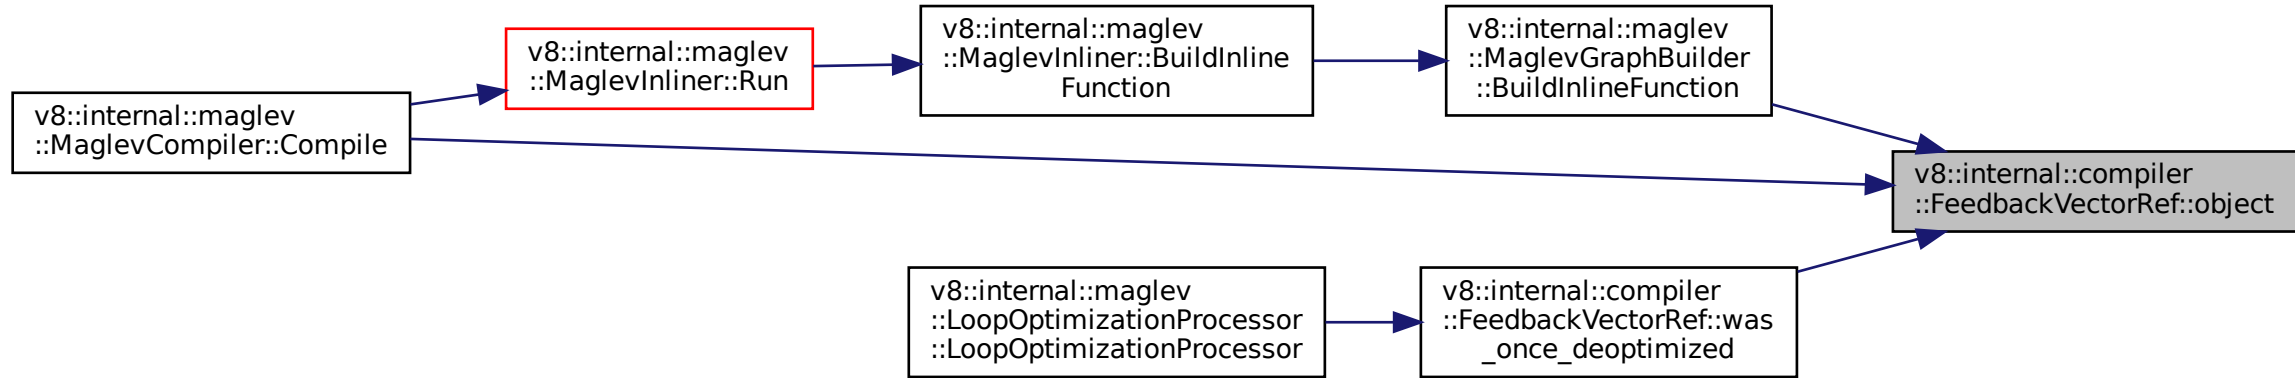 v8::internal::maglev
::MaglevCompiler::Compile
v8::internal::maglev
::MaglevInliner::Run
v8::internal::maglev
::MaglevInliner::BuildInline
Function
v8::internal::maglev
::MaglevGraphBuilder
::BuildInlineFunction
v8::internal::compiler
::FeedbackVectorRef::object
v8::internal::maglev
::LoopOptimizationProcessor
::LoopOptimizationProcessor
v8::internal::compiler
::FeedbackVectorRef::was
_once_deoptimized